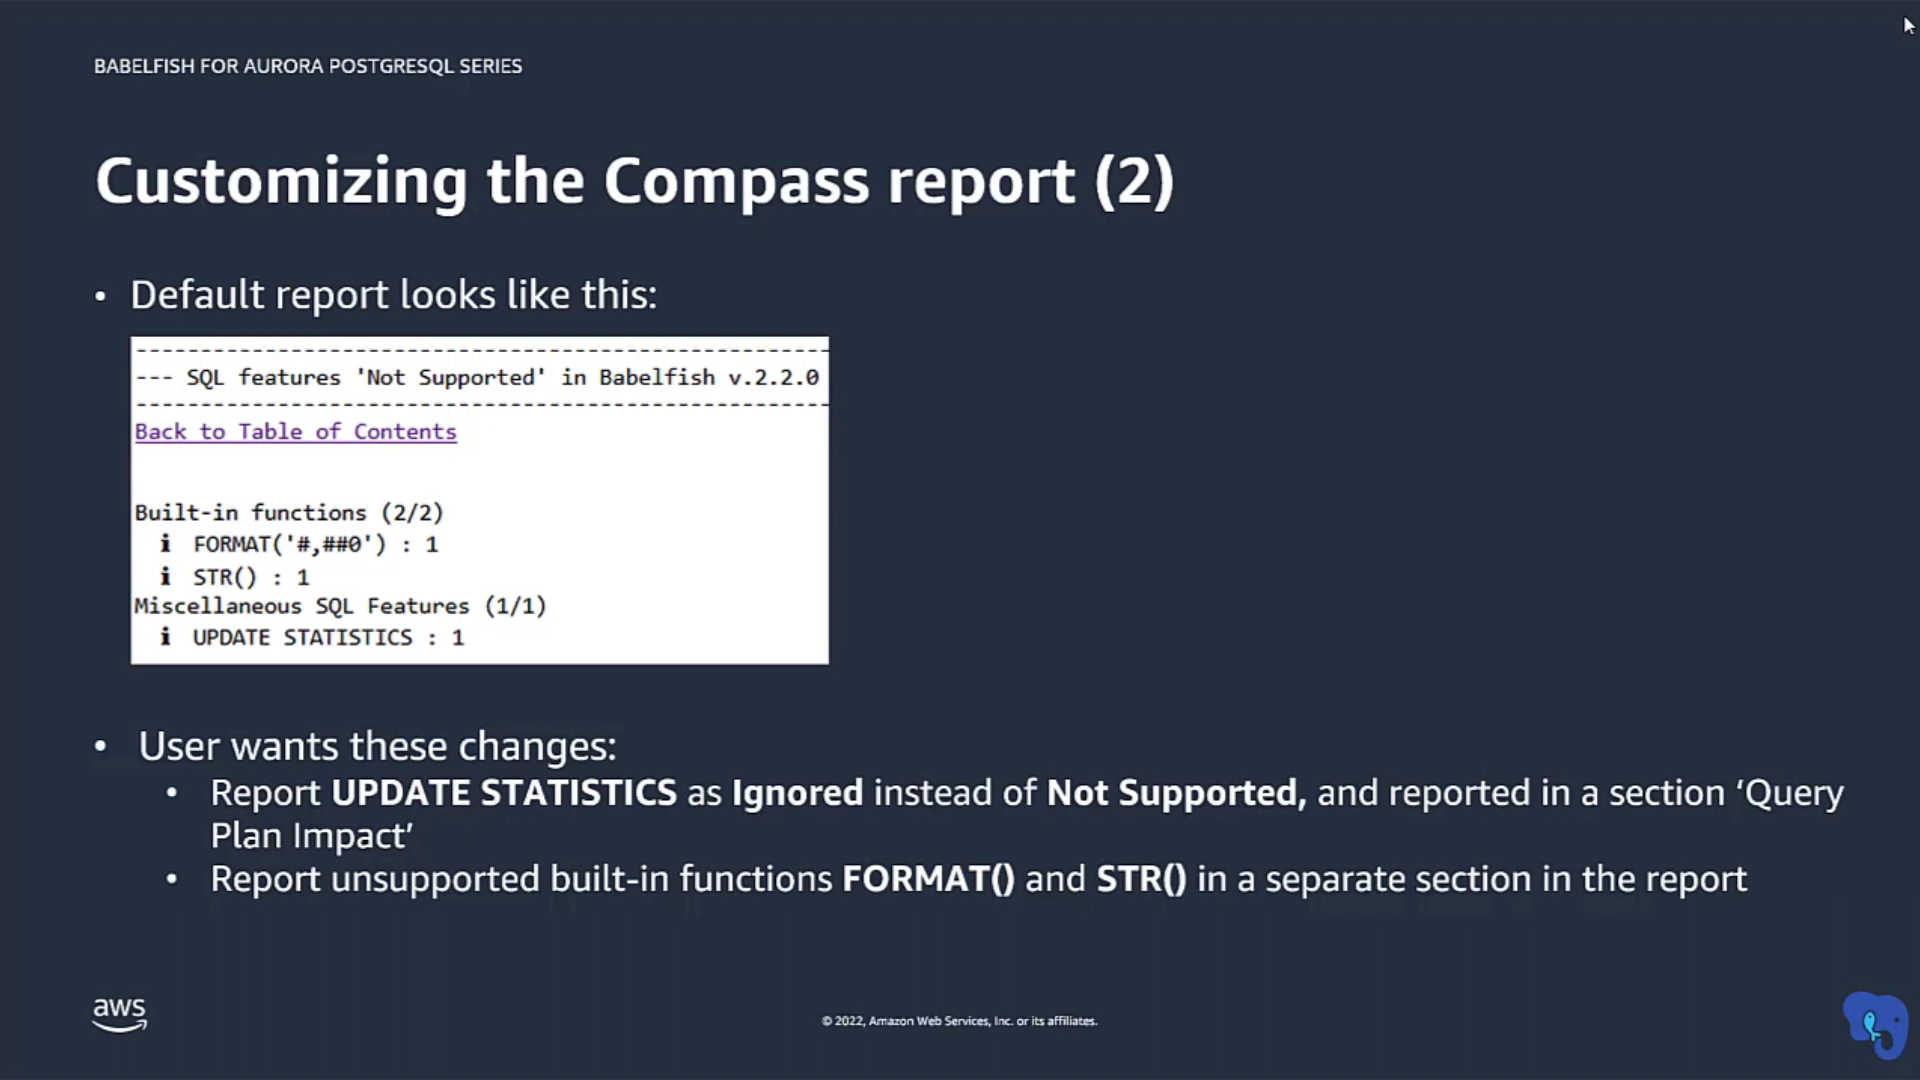 BABELFISH FOR AURORA POSTGRESQL SERIES
Customizing the Compass report (2)
• Default report looks like this:
--------------------------------------------------------
--- SQL features 'Not Supported' in Babelfish v.2.2.0
--------------------------------------------------------
Back to Table of Contents
Built-in functions (2/2)
i FORMAT('#,##0') : 1
i STR() : 1
Miscellaneous SQL Features (1/1)
i UPDATE STATISTICS : 1
• User wants these changes:
• Report UPDATE STATISTICS as Ignored instead of Not Supported, and reported in a section ‘Query
Plan Impact’
• Report unsupported built-in functions FORMAT() and STR() in a separate section in the report
aws
© 2022, Amazon Web Services, Inc. or its affiliates.